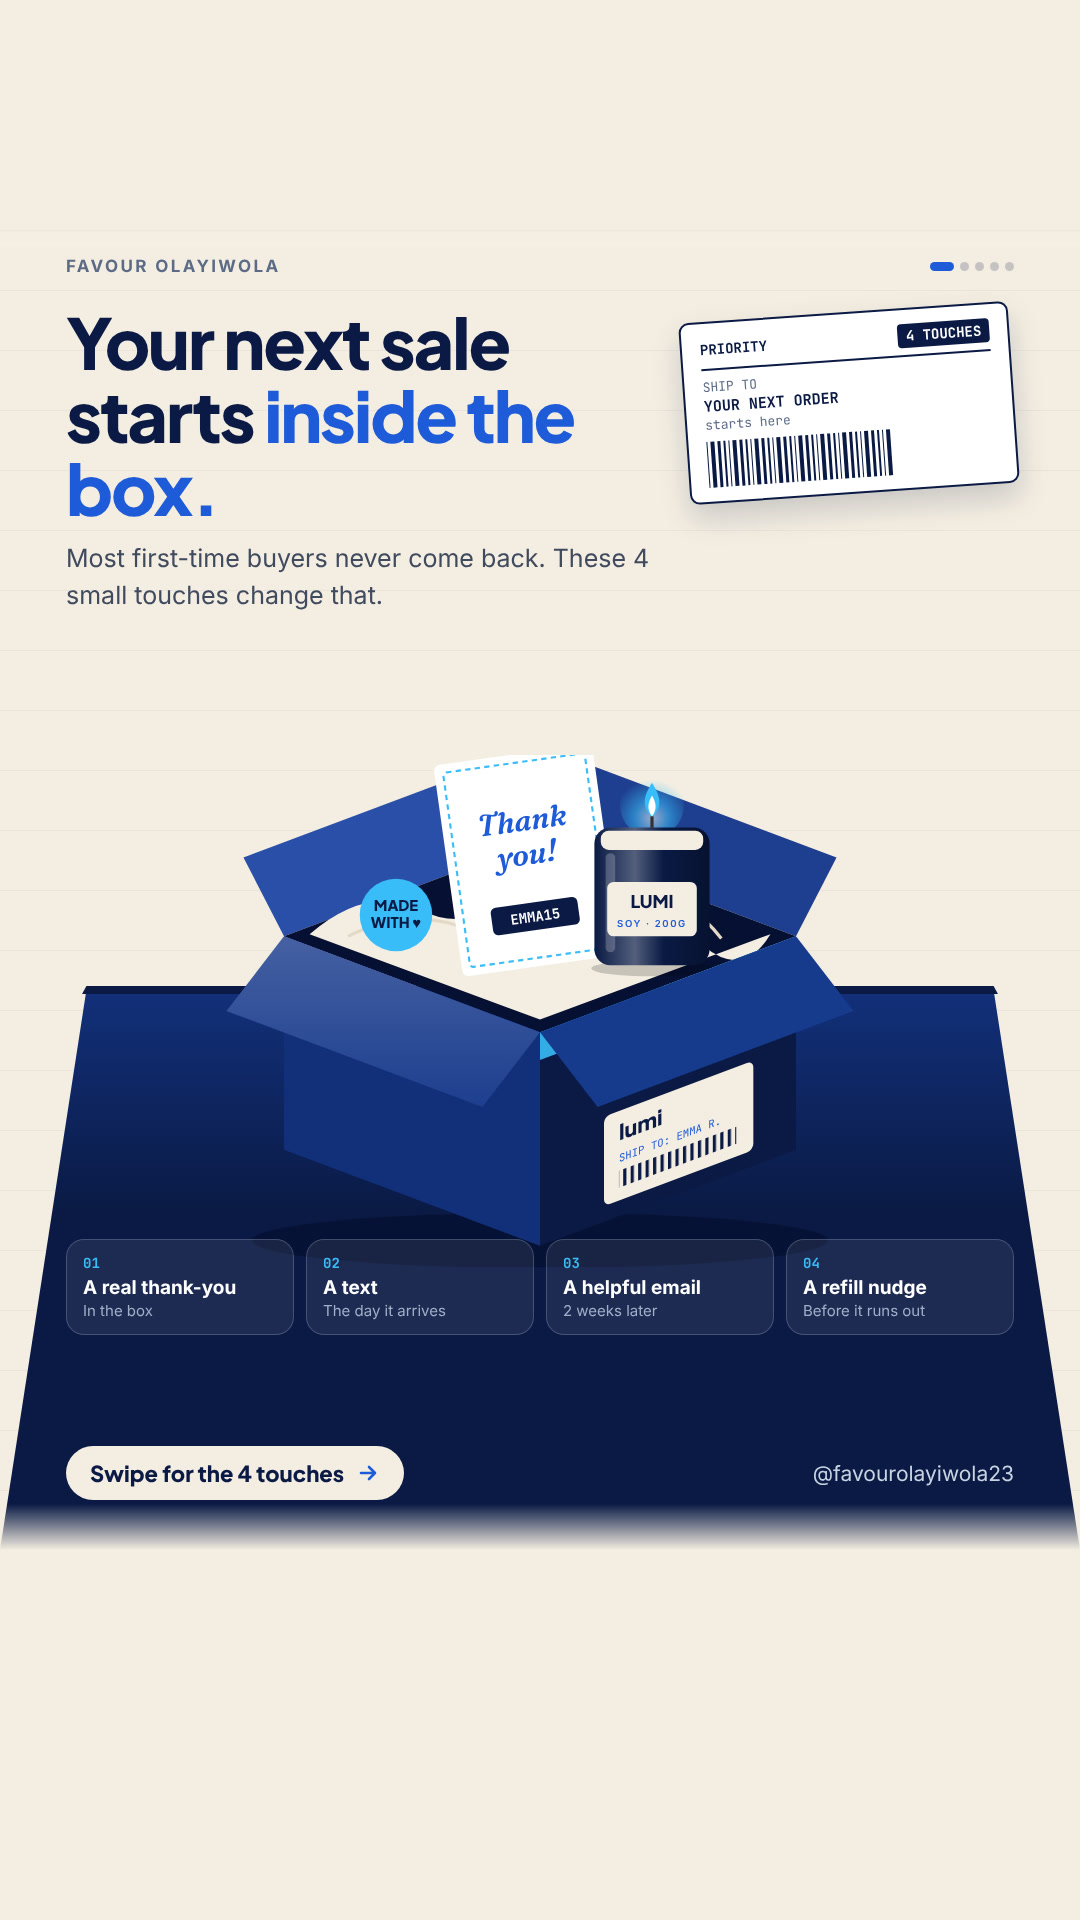 FAVOUR OLAYIWOLA
Your next sale
starts inside the
box.
Most first-time buyers never come back. These 4
small touches change that.
PRIORITY
4 TOUCHES
SHIP TO
YOUR NEXT ORDER
starts here
Thank
you!
EMMA15
MADE
WITH ♥
LUMI
SOY · 200G
lumi
SHIP TO: EMMA R.
01
A real thank-you
In the box
02
A text
The day it arrives
03
A helpful email
2 weeks later
04
A refill nudge
Before it runs out
Swipe for the 4 touches →
@favourolayiwola23